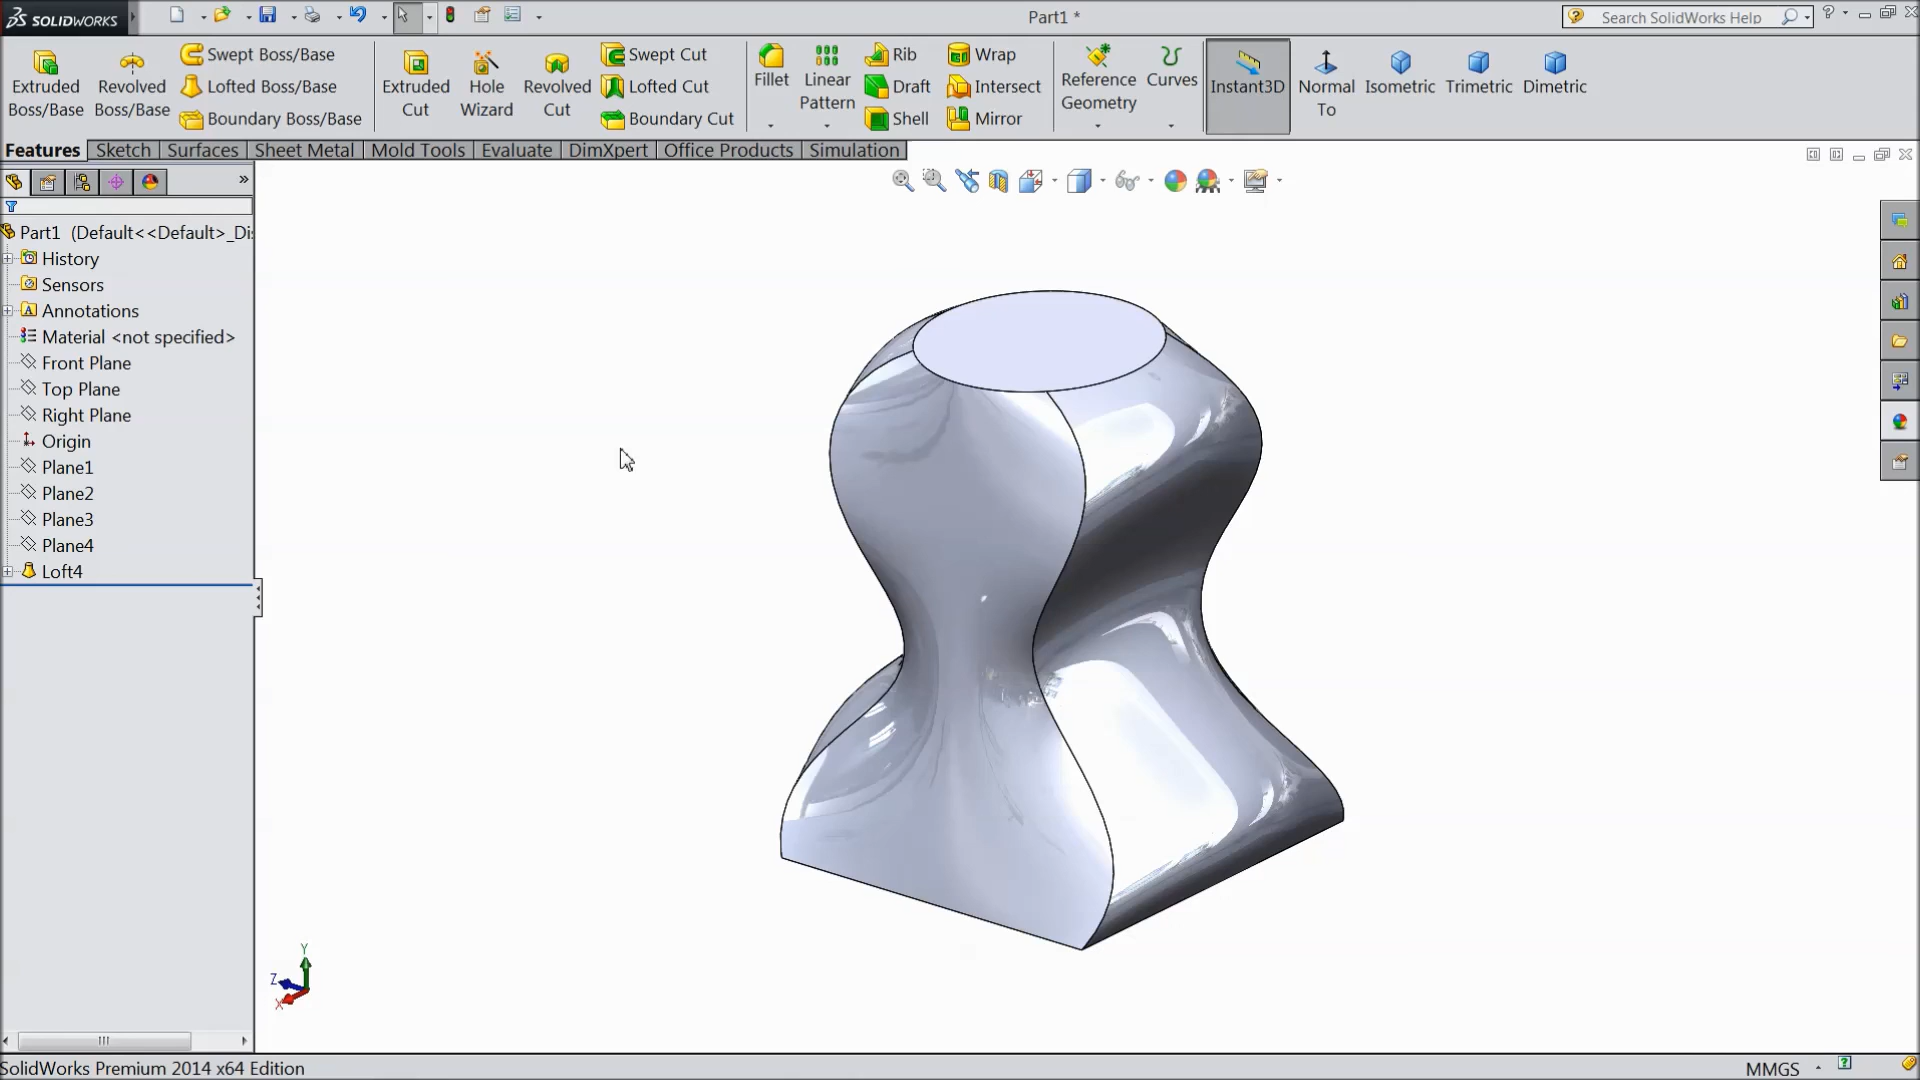 SOLIDWORKS
Part1 *
Search SolidWorks Help
Extruded Boss/Base
Revolved Boss/Base
Swept Boss/Base
Lofted Boss/Base
Boundary Boss/Base
Extruded Cut
Hole Wizard
Revolved Cut
Swept Cut
Lofted Cut
Boundary Cut
Fillet
Linear Pattern
Rib
Draft
Shell
Wrap
Intersect
Mirror
Reference Geometry
Curves
Instant3D
Normal To
Isometric
Trimetric
Dimetric
Features
Sketch
Surfaces
Sheet Metal
Mold Tools
Evaluate
DimXpert
Office Products
Simulation
Part1 (Default<<Default>_Di
History
Sensors
Annotations
Material <not specified>
Front Plane
Top Plane
Right Plane
Origin
Plane1
Plane2
Plane3
Plane4
Loft4
Y
Z
X
SolidWorks Premium 2014 x64 Edition
MMGS